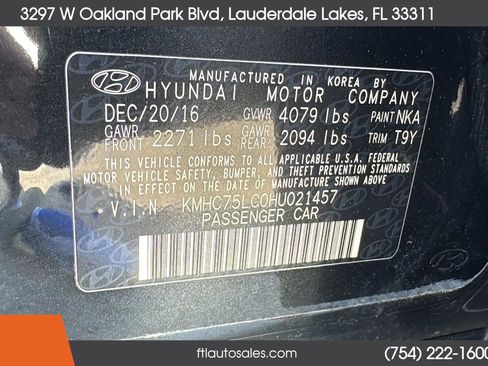 3297 W Oakland Park Blvd, Lauderdale Lakes, FL 33311
MANUFACTURED IN KOREA BY
HYUNDAI MOTOR COMPANY
DEC/20/16 GVWR 4079 lbs PAINT NKA
GAWR FRONT 2271 lbs GAWR REAR 2094 lbs TRIM T9Y
THIS VEHICLE CONFORMS TO ALL APPLICABLE U.S.A. FEDERAL
MOTOR VEHICLE SAFETY, BUMPER, AND THEFT PREVENTION STANDARDS
IN EFFECT ON THE DATE OF MANUFACTURE SHOWN ABOVE.
· V.I.N KMHC75LC0HU021457
PASSENGER CAR
ftlautosales.com
(754) 222-1600